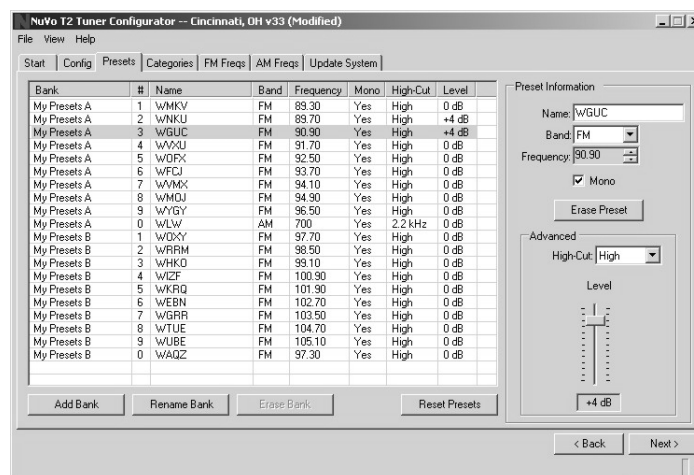 NuVo T2 Tuner Configurator -- Cincinnati, OH v33 (Modified)
File View Help
Start Config Presets Categories FM Freqs AM Freqs Update System
Bank # Name Band Frequency Mono High-Cut Level
My Presets A 1 WMKV FM 89.30 Yes High 0 dB
My Presets A 2 WNKU FM 89.70 Yes High +4 dB
My Presets A 3 WGUC FM 90.90 Yes High +4 dB
My Presets A 4 WVXU FM 91.70 Yes High 0 dB
My Presets A 5 WOFX FM 92.50 Yes High 0 dB
My Presets A 6 WFCJ FM 93.70 Yes High 0 dB
My Presets A 7 WVMX FM 94.10 Yes High 0 dB
My Presets A 8 WMOJ FM 94.90 Yes High 0 dB
My Presets A 9 WYGY FM 96.50 Yes High 0 dB
My Presets A 0 WLW AM 700 Yes 2.2 kHz 0 dB
My Presets B 1 WOXY FM 97.70 Yes High 0 dB
My Presets B 2 WRRM FM 98.50 Yes High 0 dB
My Presets B 3 WHKO FM 99.10 Yes High 0 dB
My Presets B 4 WIZF FM 100.90 Yes High 0 dB
My Presets B 5 WKRQ FM 101.90 Yes High 0 dB
My Presets B 6 WEBN FM 102.70 Yes High 0 dB
My Presets B 7 WGRR FM 103.50 Yes High 0 dB
My Presets B 8 WTUE FM 104.70 Yes High 0 dB
My Presets B 9 WUBE FM 105.10 Yes High 0 dB
My Presets B 0 WAQZ FM 97.30 Yes High 0 dB
Add Bank Rename Bank Erase Bank Reset Presets
Preset Information
Name: WGUC
Band: FM
Frequency: 90.90
Mono
Erase Preset
Advanced
High-Cut: High
Level
+4 dB
< Back Next >